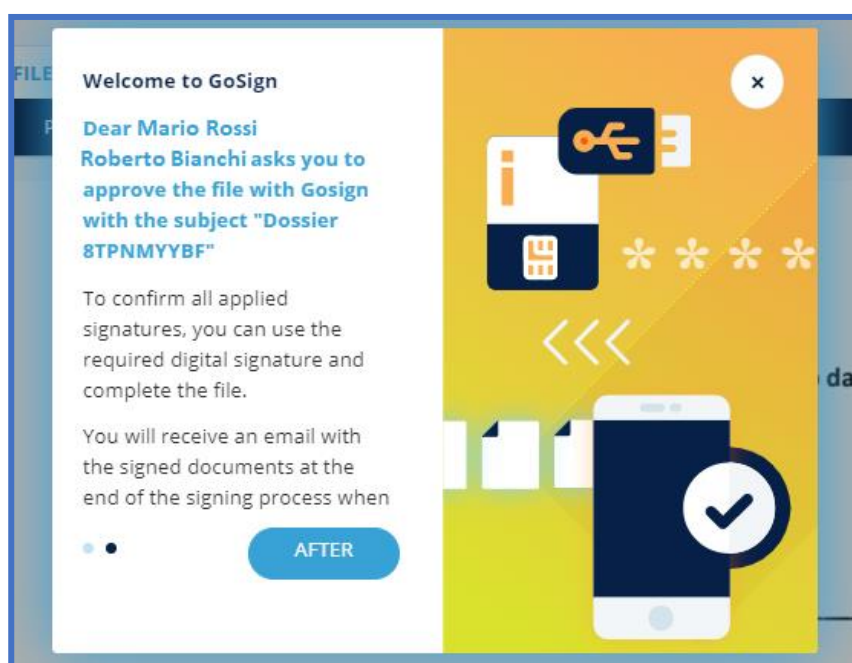 FILE
Welcome to GoSign
Dear Mario Rossi
Roberto Bianchi asks you to
approve the file with Gosign
with the subject "Dossier
8TPNMYYBF"
To confirm all applied
signatures, you can use the
required digital signature and
complete the file.
You will receive an email with
the signed documents at the
end of the signing process when
AFTER
da